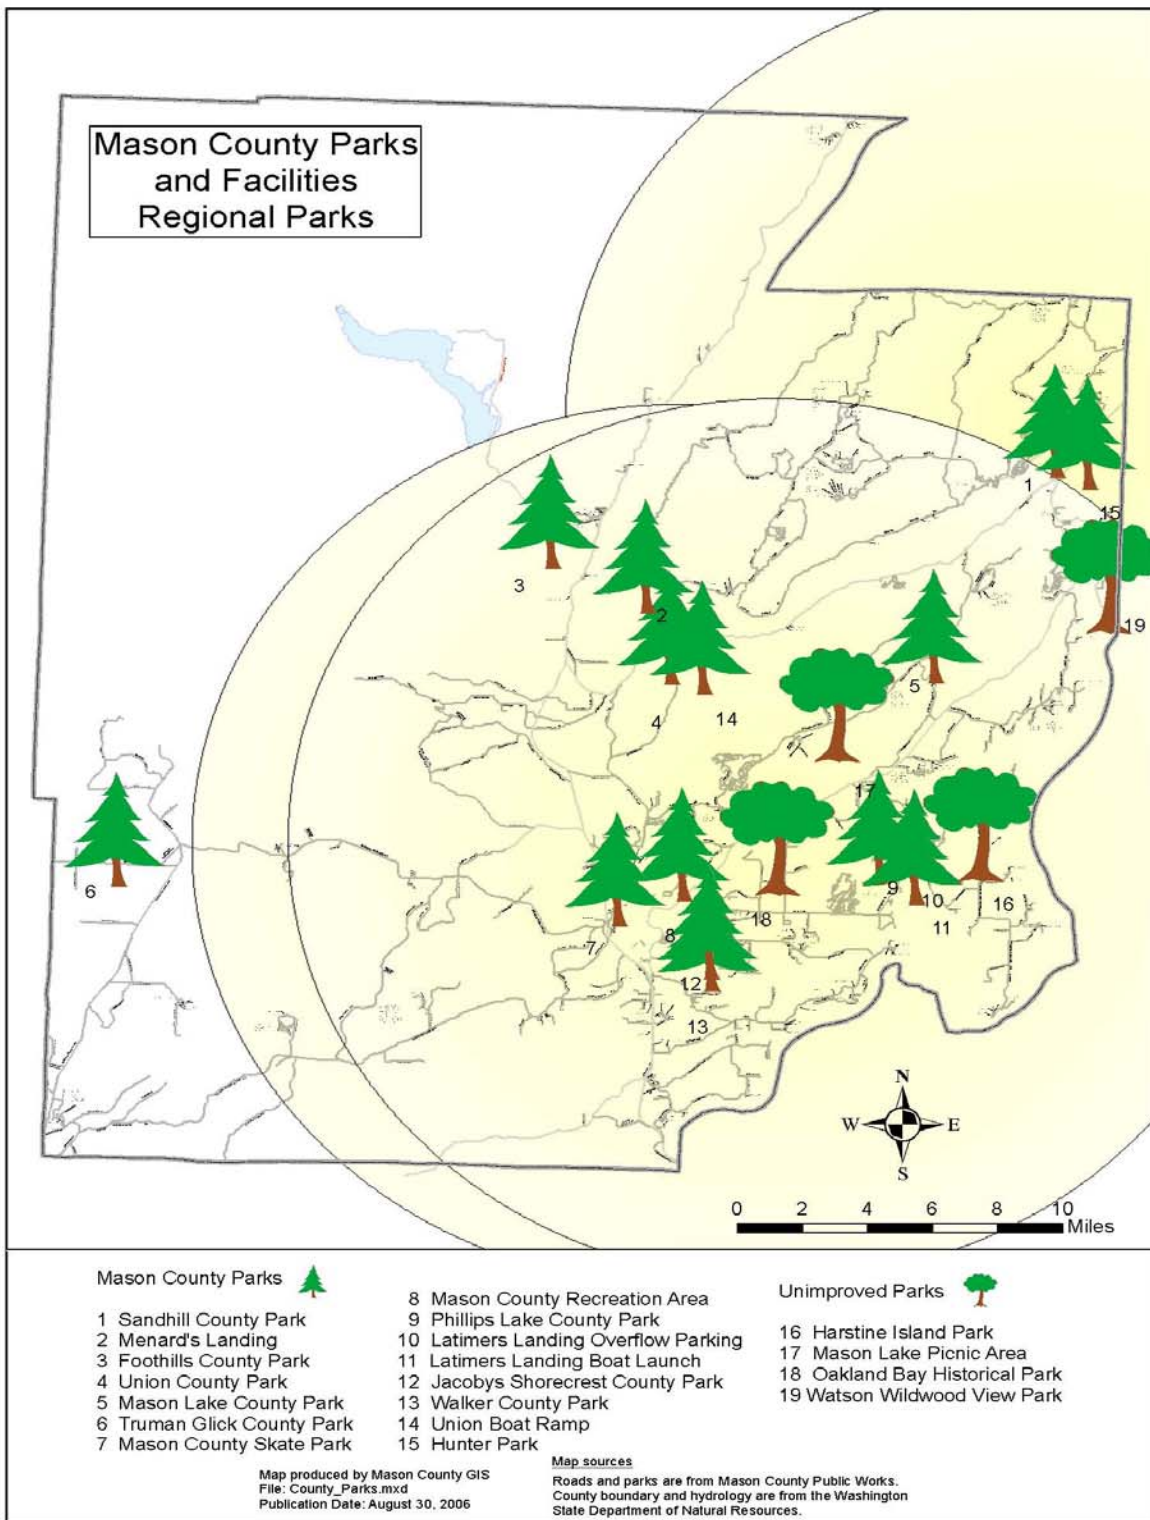 Mason County Parks
and Facilities
Regional Parks
1
15
3
2
19
5
4
14
17
6
9
10
16
18
11
7
8
12
13
N
W
E
S
0 2 4 6 8 10
Miles
Mason County Parks
1 Sandhill County Park
2 Menard's Landing
3 Foothills County Park
4 Union County Park
5 Mason Lake County Park
6 Truman Glick County Park
7 Mason County Skate Park
8 Mason County Recreation Area
9 Phillips Lake County Park
10 Latimers Landing Overflow Parking
11 Latimers Landing Boat Launch
12 Jacobys Shorecrest County Park
13 Walker County Park
14 Union Boat Ramp
15 Hunter Park
Unimproved Parks
16 Harstine Island Park
17 Mason Lake Picnic Area
18 Oakland Bay Historical Park
19 Watson Wildwood View Park
Map produced by Mason County GIS
File: County_Parks.mxd
Publication Date: August 30, 2006
Map sources
Roads and parks are from Mason County Public Works.
County boundary and hydrology are from the Washington
State Department of Natural Resources.